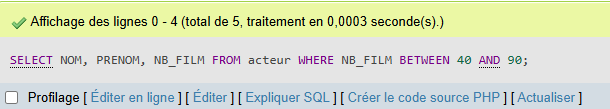 Affichage des lignes 0 - 4 (total de 5, traitement en 0,0003 seconde(s).)
SELECT NOM, PRENOM, NB_FILM FROM acteur WHERE NB_FILM BETWEEN 40 AND 90;
Profilage [ Éditer en ligne ] [ Éditer ] [ Expliquer SQL ] [ Créer le code source PHP ] [ Actualiser ]